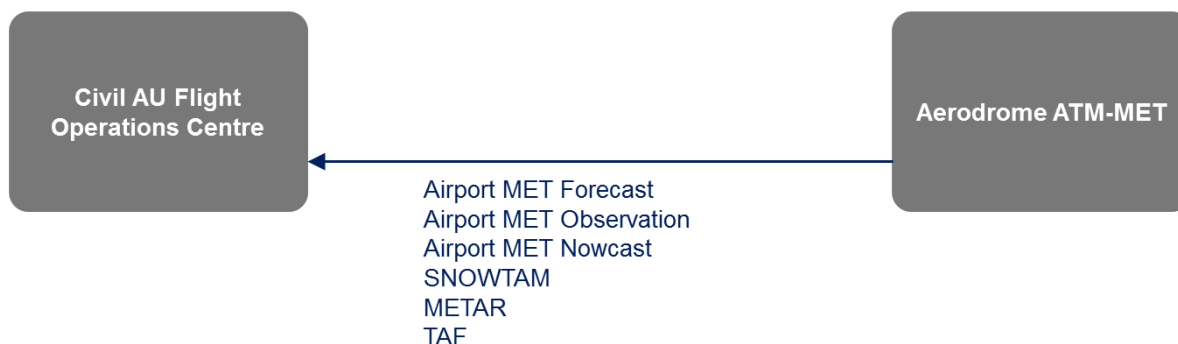 Civil AU Flight
Operations Centre
Aerodrome ATM-MET
Airport MET Forecast
Airport MET Observation
Airport MET Nowcast
SNOWTAM
METAR
TAF